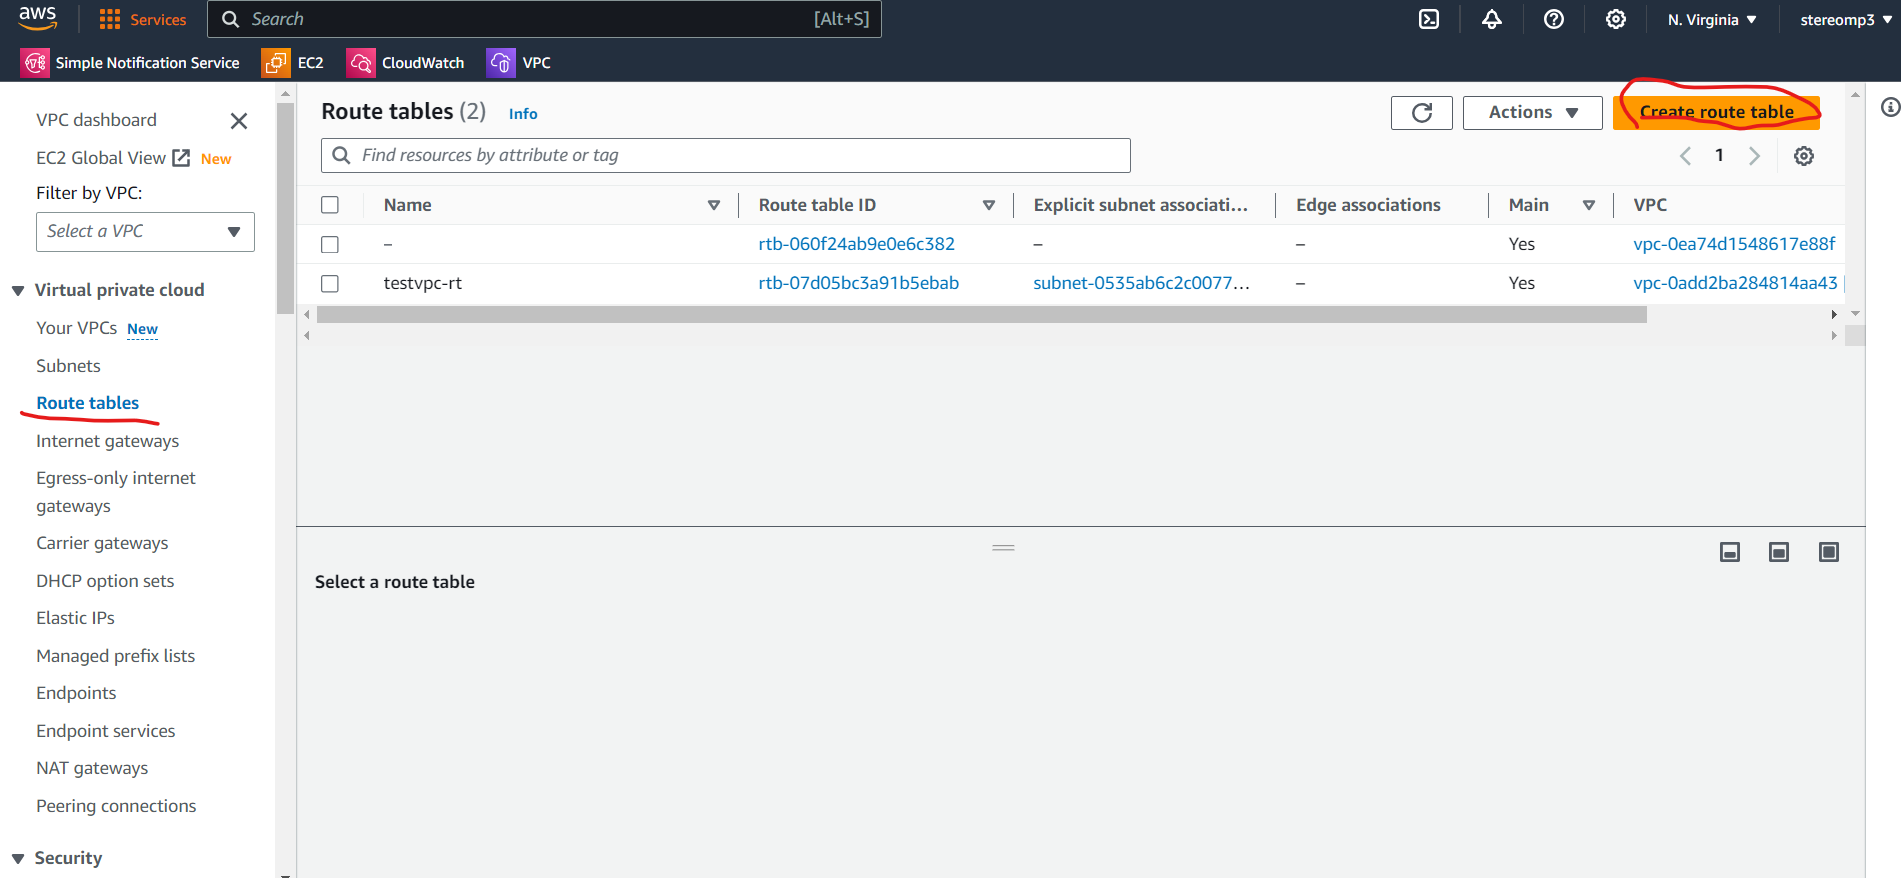 aws Services Search [Alt+S] N. Virginia stereomp3
Simple Notification Service EC2 CloudWatch VPC
VPC dashboard
EC2 Global View New
Filter by VPC:
Select a VPC
Virtual private cloud
Your VPCs New
Subnets
Route tables
Internet gateways
Egress-only internet
gateways
Carrier gateways
DHCP option sets
Elastic IPs
Managed prefix lists
Endpoints
Endpoint services
NAT gateways
Peering connections
Security
Route tables (2) Info Actions Create route table
Find resources by attribute or tag 1
Name Route table ID Explicit subnet associati... Edge associations Main VPC
– rtb-060f24ab9e0e6c382 – – Yes vpc-0ea74d1548617e88f
testvpc-rt rtb-07d05bc3a91b5ebab subnet-0535ab6c2c0077... – Yes vpc-0add2ba284814aa43 |
Select a route table